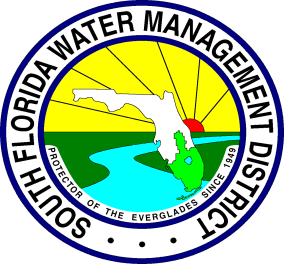 SOUTH FLORIDA WATER MANAGEMENT DISTRICT
PROTECTOR OF THE EVERGLADES SINCE 1949